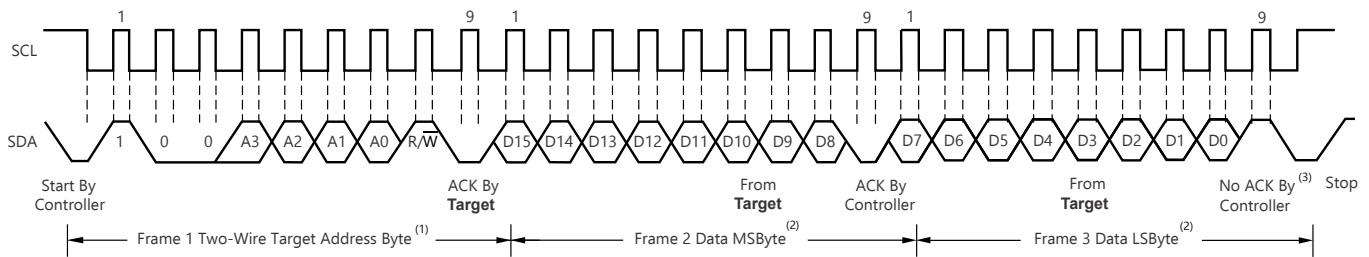 1 9 1 9 1 9
SCL
SDA 1 0 0 A3 A2 A1 A0 R/W̅ D15 D14 D13 D12 D11 D10 D9 D8 D7 D6 D5 D4 D3 D2 D1 D0
Start By ACK By From ACK By From No ACK By (3) Stop
Controller Target Target Controller Target Controller
Frame 1 Two-Wire Target Address Byte (1) Frame 2 Data MSByte (2) Frame 3 Data LSByte (2)